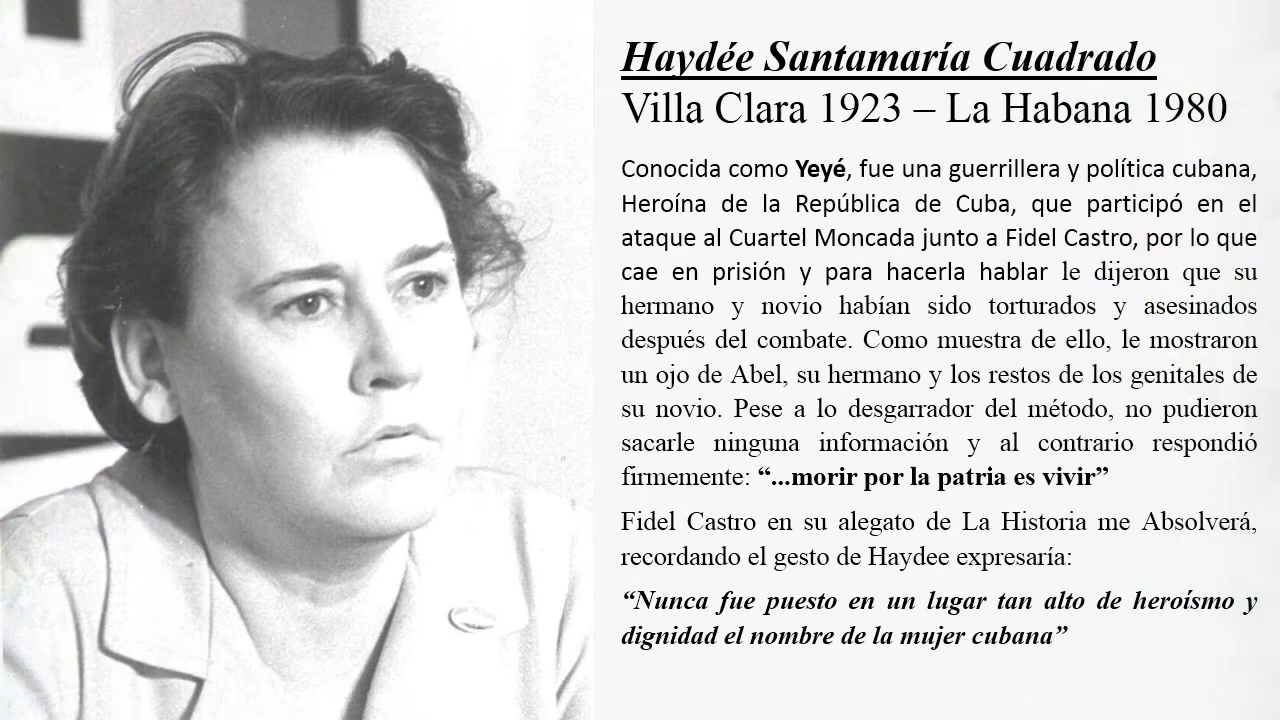 Haydée Santamaría Cuadrado
Villa Clara 1923 – La Habana 1980
Conocida como Yeyé, fue una guerrillera y política cubana,
Heroína de la República de Cuba, que participó en el
ataque al Cuartel Moncada junto a Fidel Castro, por lo que
cae en prisión y para hacerla hablar le dijeron que su
hermano y novio habían sido torturados y asesinados
después del combate. Como muestra de ello, le mostraron
un ojo de Abel, su hermano y los restos de los genitales de
su novio. Pese a lo desgarrador del método, no pudieron
sacarle ninguna información y al contrario respondió
firmemente: “...morir por la patria es vivir”
Fidel Castro en su alegato de La Historia me Absolverá,
recordando el gesto de Haydee expresaría:
“Nunca fue puesto en un lugar tan alto de heroísmo y
dignidad el nombre de la mujer cubana”